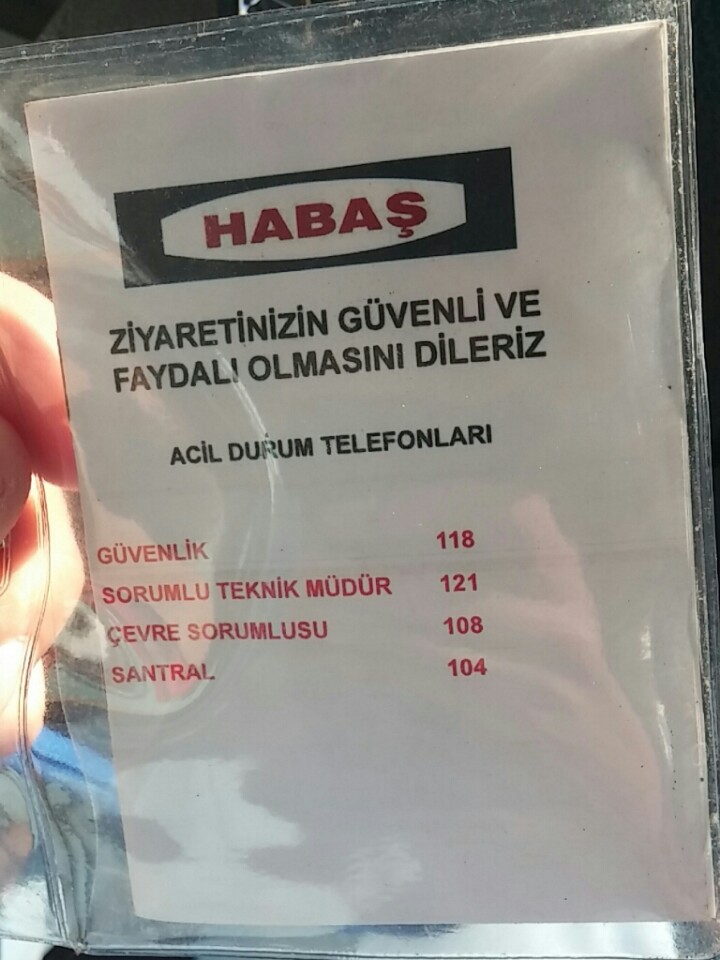 HABAŞ
ZİYARETİNİZİN GÜVENLİ VE
FAYDALI OLMASINI DİLERİZ
ACİL DURUM TELEFONLARI
GÜVENLİK 118
SORUMLU TEKNİK MÜDÜR 121
ÇEVRE SORUMLUSU 108
SANTRAL 104